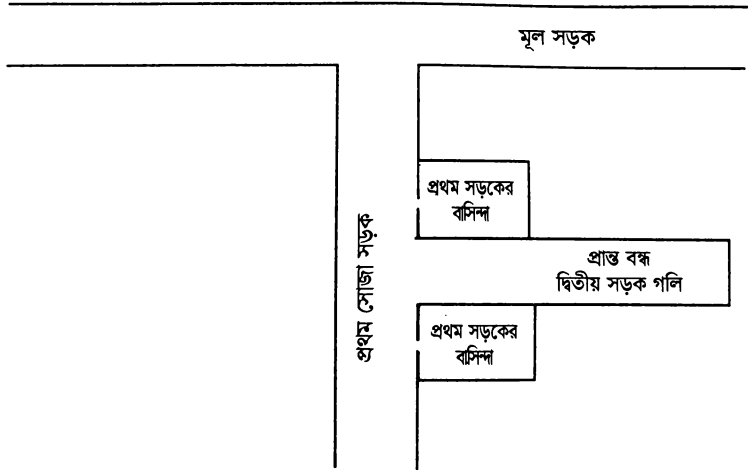 মূল সড়ক
প্রথম সড়কের
বাসিন্দা
প্রথম সোজা সড়ক
প্রান্ত বন্ধ
দ্বিতীয় সড়ক গলি
প্রথম সড়কের
বাসিন্দা